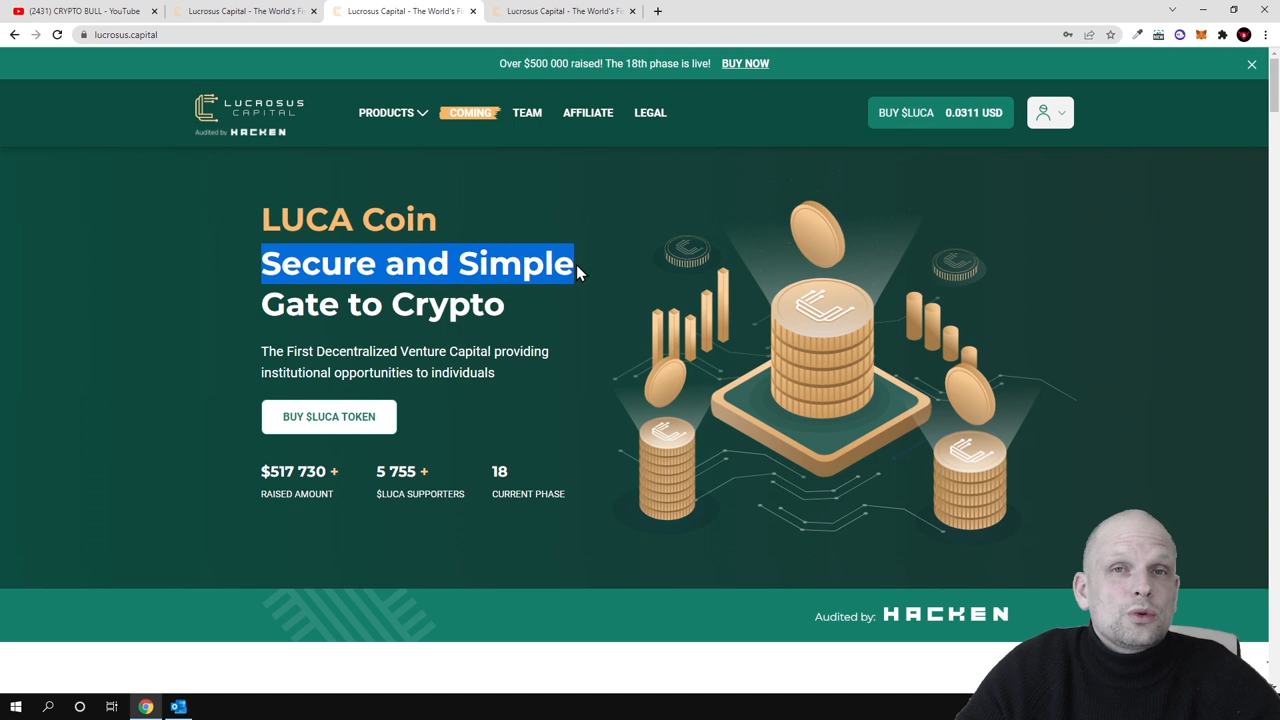 (2431) CRYPTO BULL - YouTube
Lucrosus Capital - The World's Fi
Lucrosus Capital - The World's Fi
Lucrosus Capital - The World's Fi
lucrosus.capital
Over $500 000 raised! The 18th phase is live! BUY NOW
LUCROSUS
CAPITAL
Audited by HACKEN
PRODUCTS
COMING
TEAM
AFFILIATE
LEGAL
BUY $LUCA 0.0311 USD
LUCA Coin
Secure and Simple
Gate to Crypto
The First Decentralized Venture Capital providing
institutional opportunities to individuals
BUY $LUCA TOKEN
$517 730 + 5 755 + 18
RAISED AMOUNT $LUCA SUPPORTERS CURRENT PHASE
Audited by: HACKEN